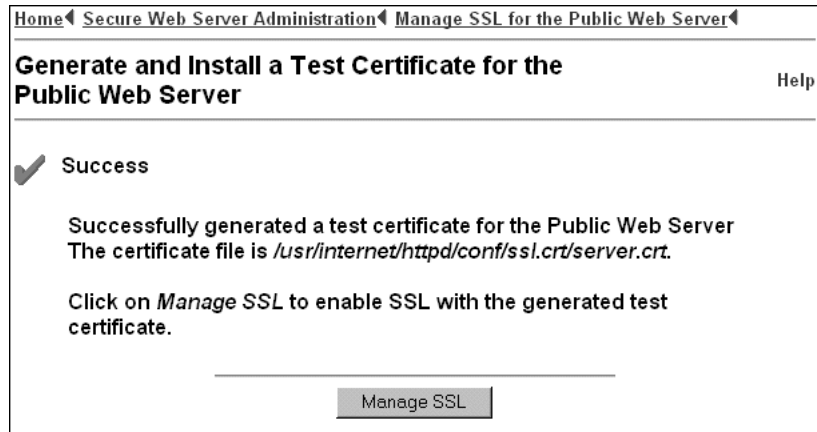 Home Secure Web Server Administration Manage SSL for the Public Web Server
Generate and Install a Test Certificate for the
Public Web Server
Help
Success
Successfully generated a test certificate for the Public Web Server
The certificate file is /usr/internet/httpd/conf/ssl.crt/server.crt.
Click on Manage SSL to enable SSL with the generated test
certificate.
Manage SSL